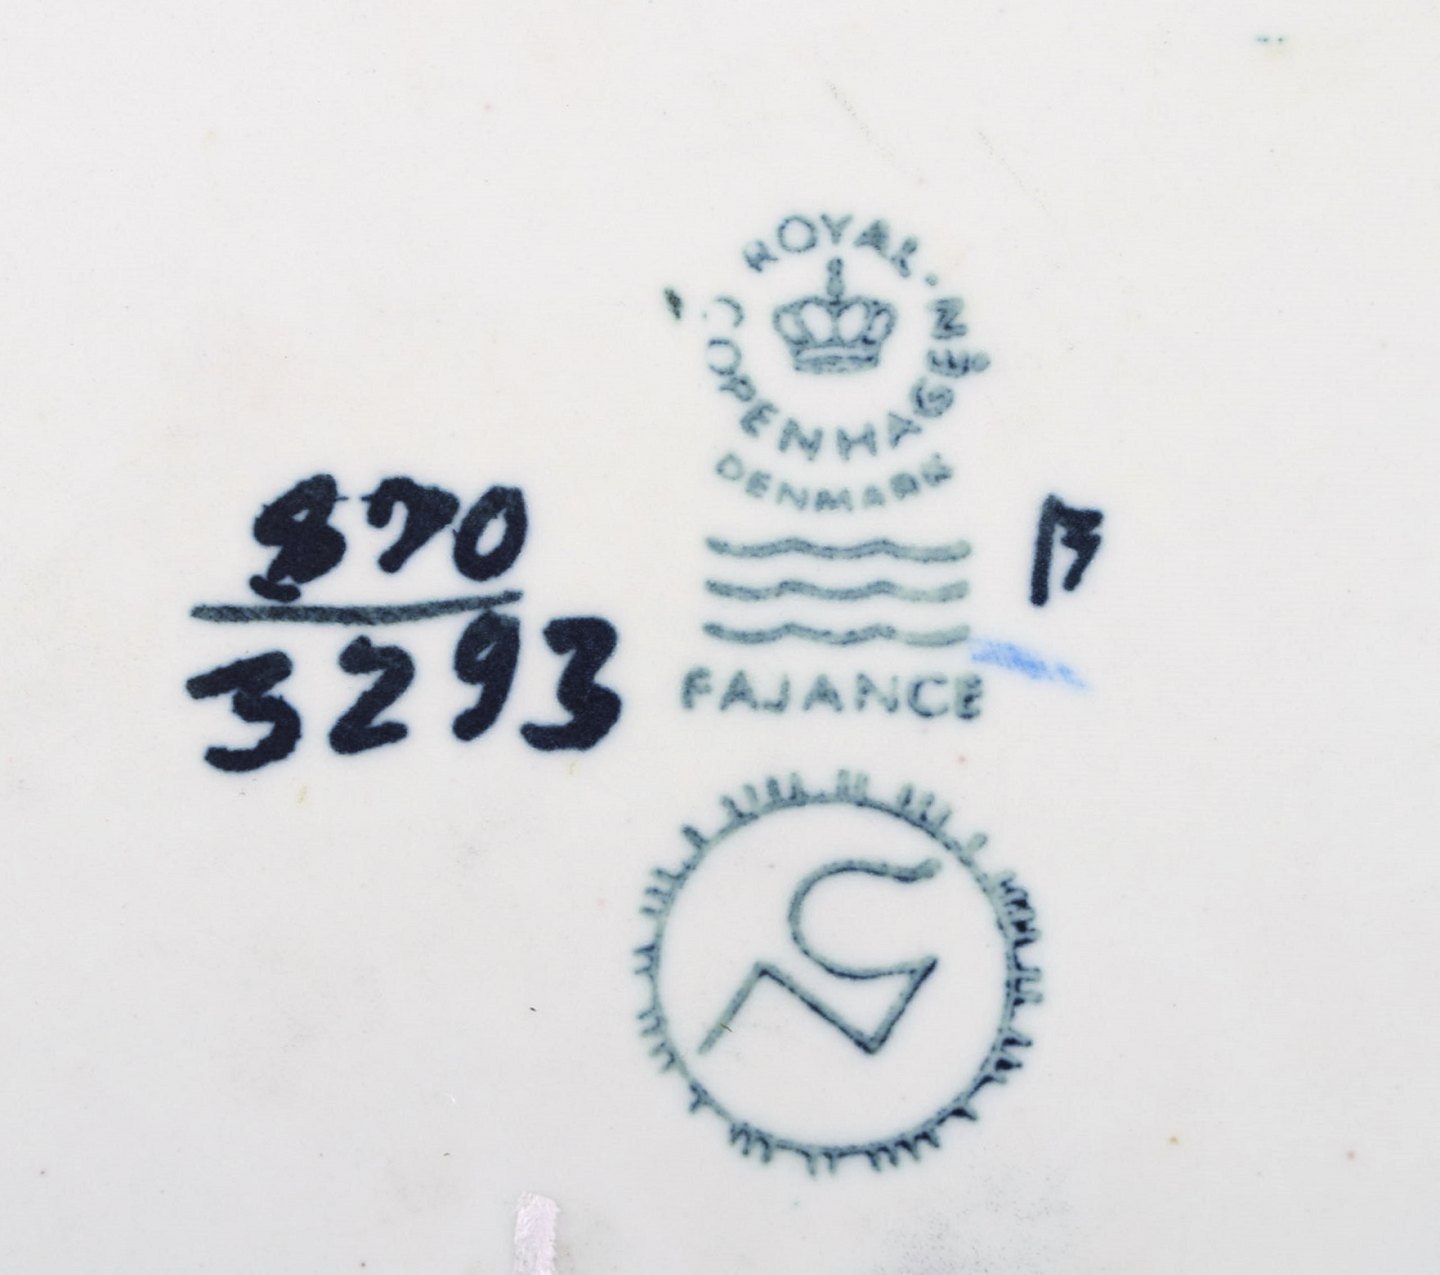 ROYAL
COPENHAGEN
DENMARK
870
3293
FAJANCE